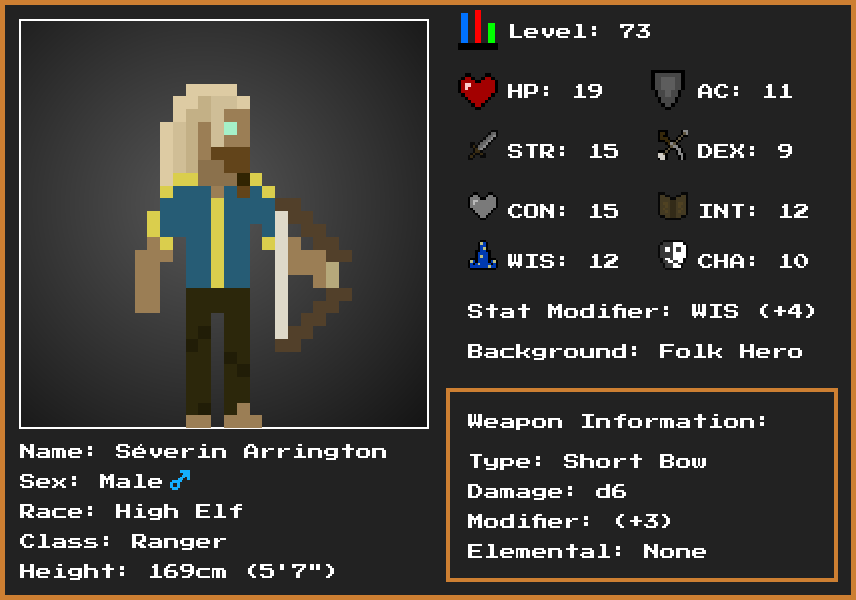 Level: 73
HP: 19 AC: 11
STR: 15 DEX: 9
CON: 15 INT: 12
WIS: 12 CHA: 10
Stat Modifier: WIS (+4)
Background: Folk Hero
Weapon Information:
Type: Short Bow
Damage: d6
Modifier: (+3)
Elemental: None
Name: Séverin Arrington
Sex: Male♂
Race: High Elf
Class: Ranger
Height: 169cm (5'7")